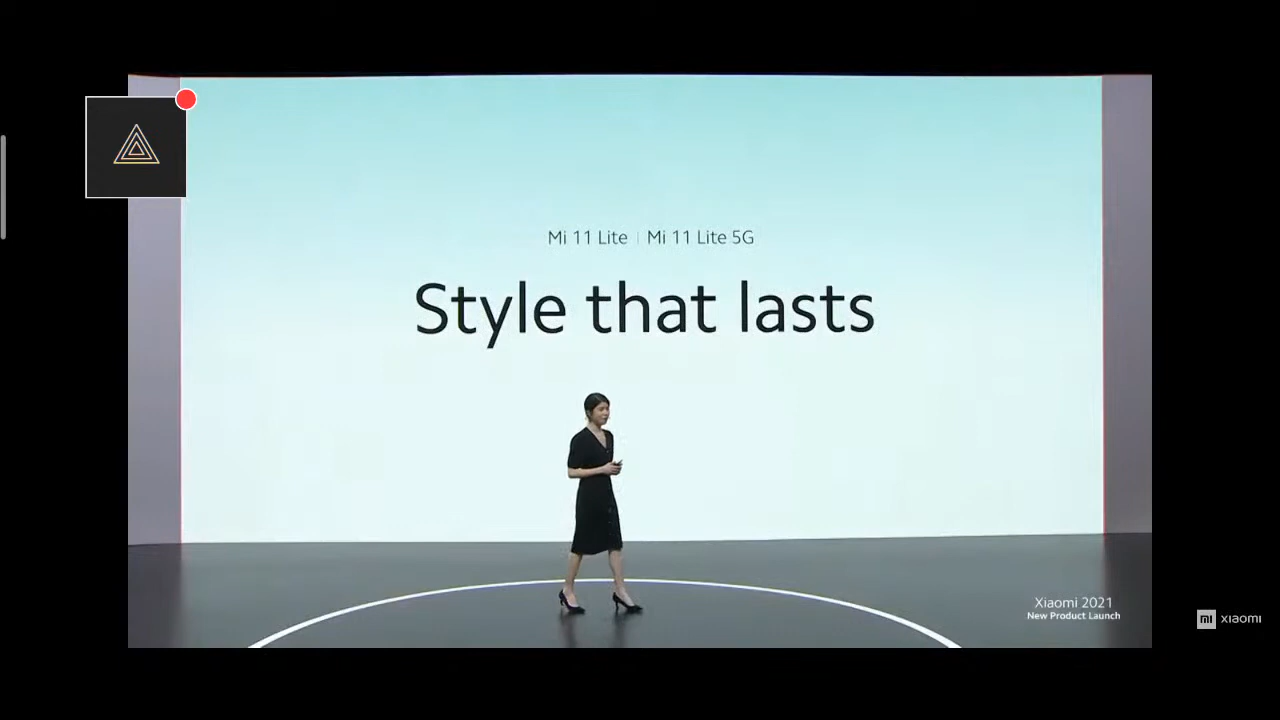 Mi 11 Lite | Mi 11 Lite 5G
Style that lasts
Xiaomi 2021
New Product Launch
mi xiaomi